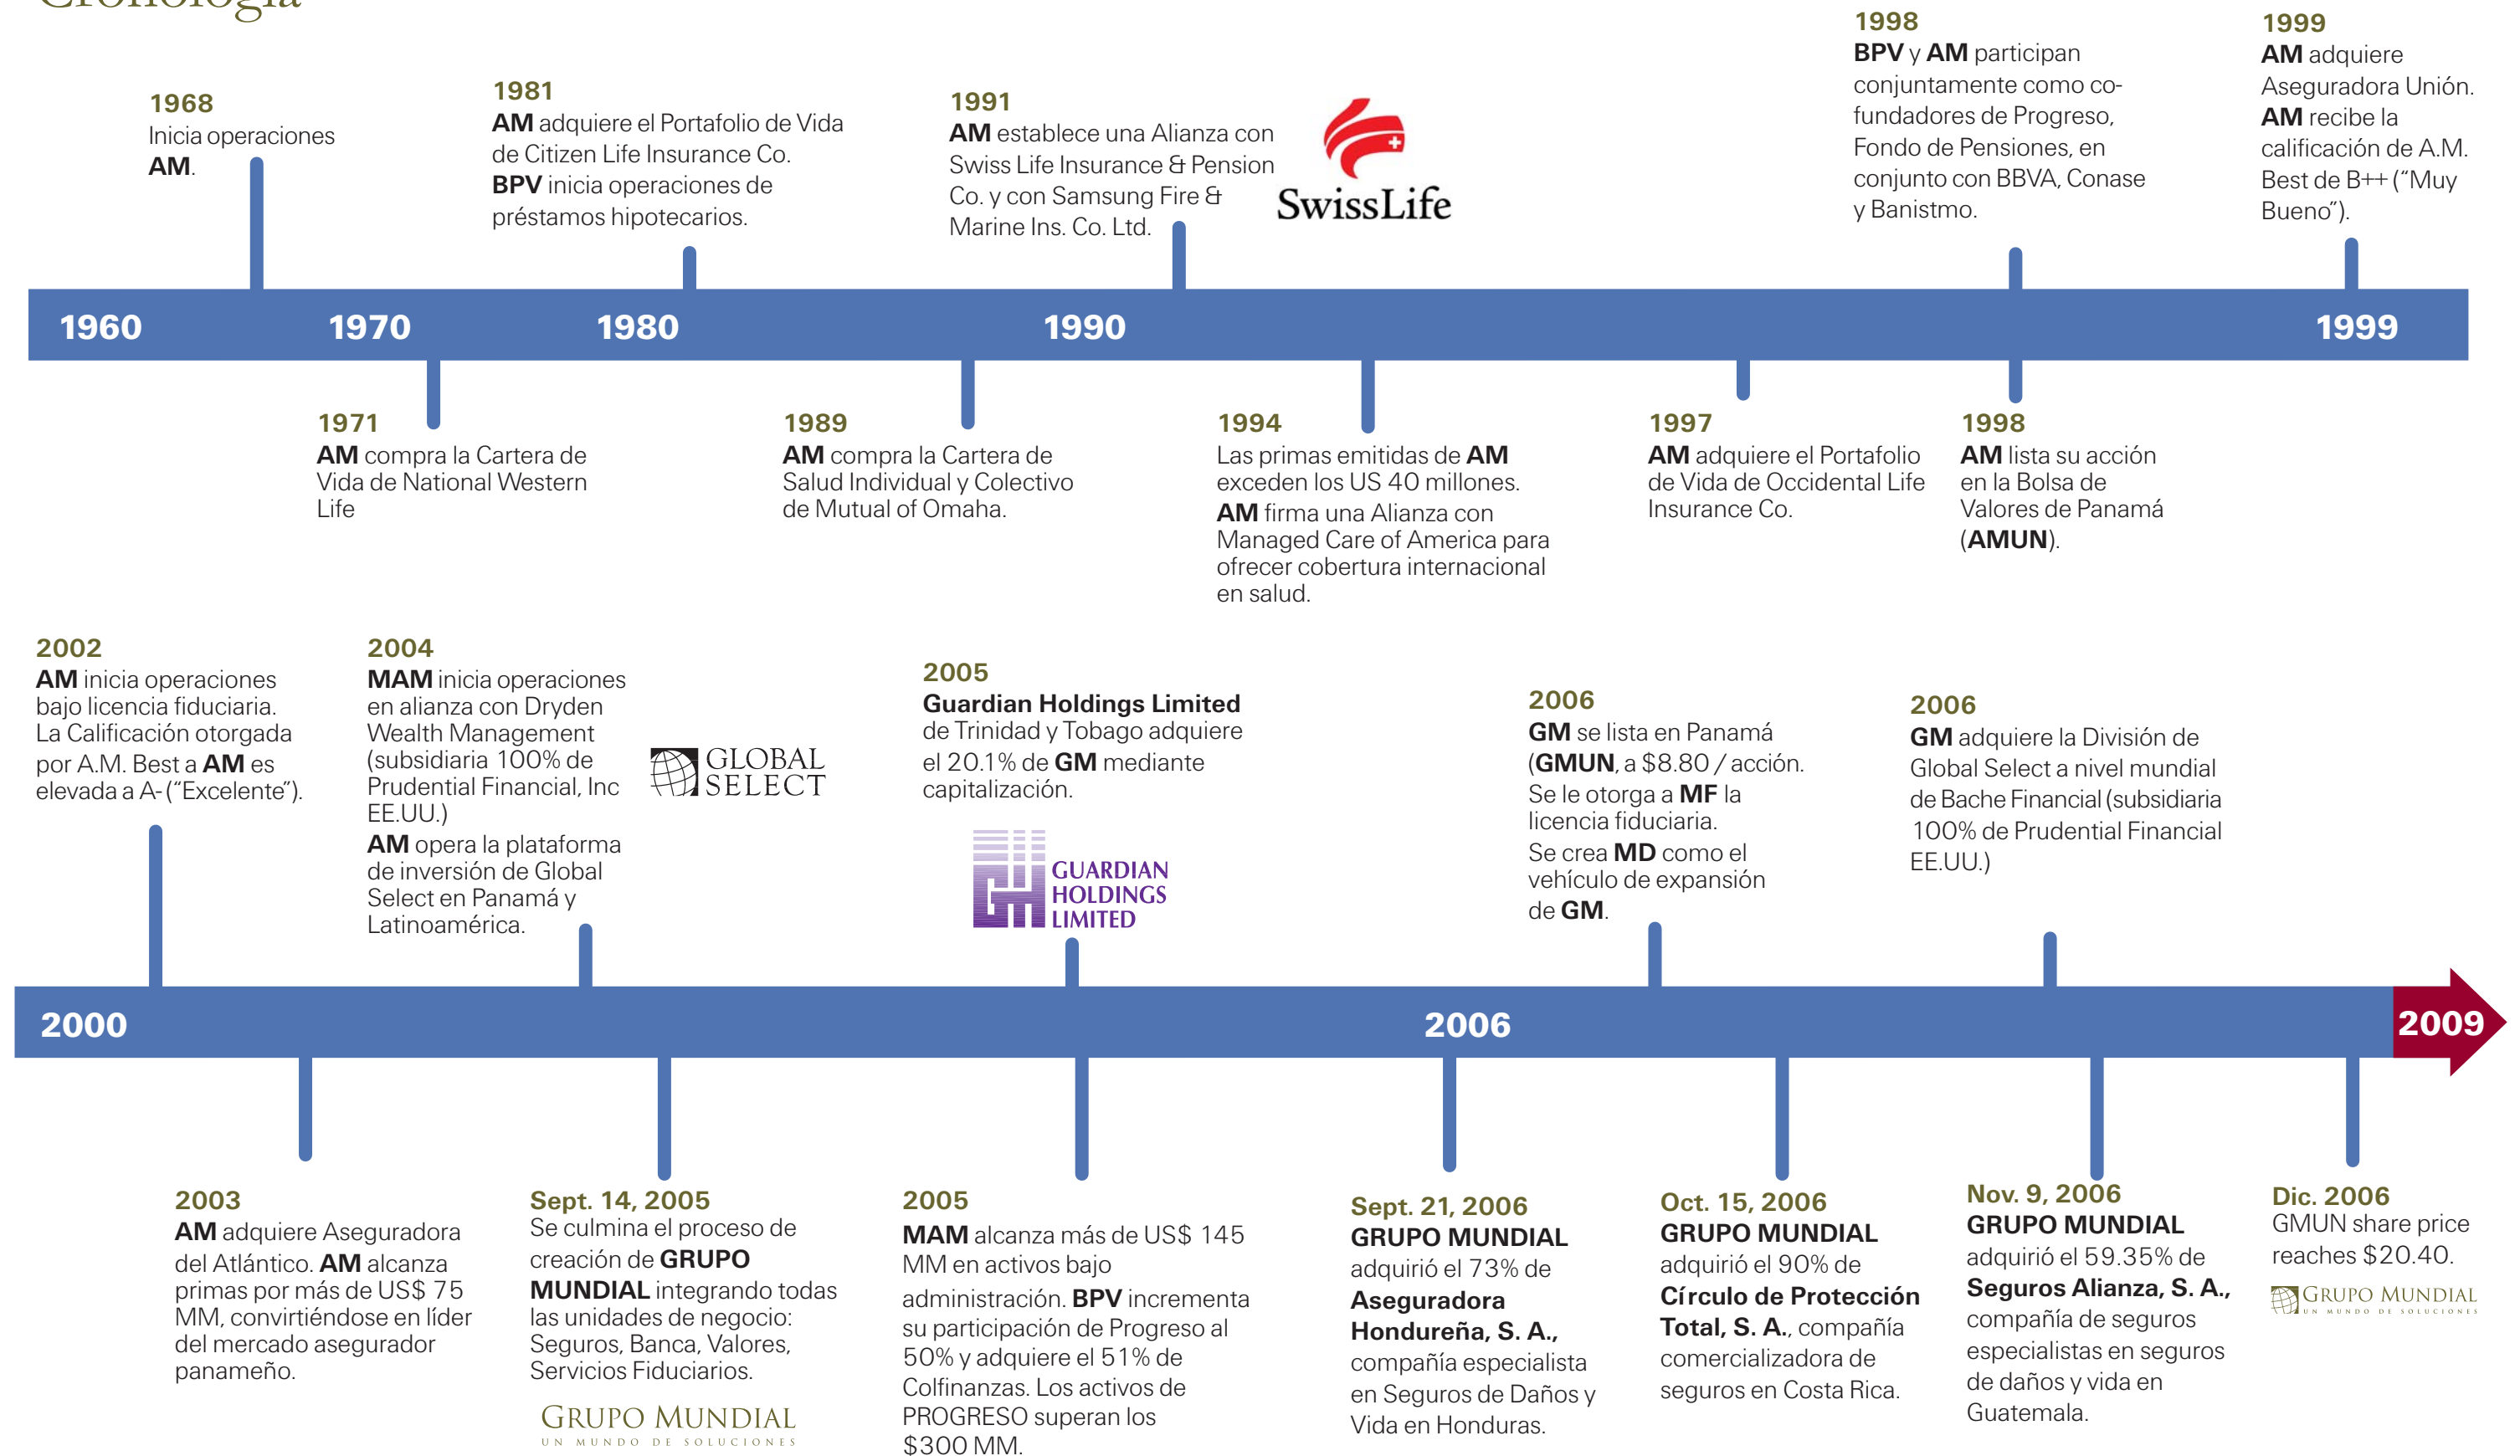 Cronología
1968
Inicia operaciones
AM.
1981
AM adquiere el Portafolio de Vida
de Citizen Life Insurance Co.
BPV inicia operaciones de
préstamos hipotecarios.
1991
AM establece una Alianza con
Swiss Life Insurance & Pension
Co. y con Samsung Fire &
Marine Ins. Co. Ltd.
SwissLife
1998
BPV y AM participan
conjuntamente como co-
fundadores de Progreso,
Fondo de Pensiones, en
conjunto con BBVA, Conase
y Banistmo.
1999
AM adquiere
Aseguradora Unión.
AM recibe la
calificación de A.M.
Best de B++ (“Muy
Bueno”).
1960
1970
1980
1990
1999
1971
AM compra la Cartera de
Vida de National Western
Life
1989
AM compra la Cartera de
Salud Individual y Colectivo
de Mutual of Omaha.
1994
Las primas emitidas de AM
exceden los US 40 millones.
AM firma una Alianza con
Managed Care of America para
ofrecer cobertura internacional
en salud.
1997
AM adquiere el Portafolio
de Vida de Occidental Life
Insurance Co.
1998
AM lista su acción
en la Bolsa de
Valores de Panamá
(AMUN).
2002
AM inicia operaciones
bajo licencia fiduciaria.
La Calificación otorgada
por A.M. Best a AM es
elevada a A- (“Excelente”).
2004
MAM inicia operaciones
en alianza con Dryden
Wealth Management
(subsidiaria 100% de
Prudential Financial, Inc
EE.UU.)
AM opera la plataforma
de inversión de Global
Select en Panamá y
Latinoamérica.
GLOBAL
SELECT
2005
Guardian Holdings Limited
de Trinidad y Tobago adquiere
el 20.1% de GM mediante
capitalización.
GUARDIAN
HOLDINGS
LIMITED
2006
GM se lista en Panamá
(GMUN, a $8.80 / acción.
Se le otorga a MF la
licencia fiduciaria.
Se crea MD como el
vehículo de expansión
de GM.
2006
GM adquiere la División de
Global Select a nivel mundial
de Bache Financial (subsidiaria
100% de Prudential Financial
EE.UU.)
2000
2006
2009
2003
AM adquiere Aseguradora
del Atlántico. AM alcanza
primas por más de US$ 75
MM, convirtiéndose en líder
del mercado asegurador
panameño.
Sept. 14, 2005
Se culmina el proceso de
creación de GRUPO
MUNDIAL integrando todas
las unidades de negocio:
Seguros, Banca, Valores,
Servicios Fiduciarios.
GRUPO MUNDIAL
UN MUNDO DE SOLUCIONES
2005
MAM alcanza más de US$ 145
MM en activos bajo
administración. BPV incrementa
su participación de Progreso al
50% y adquiere el 51% de
Colfinanzas. Los activos de
PROGRESO superan los
$300 MM.
Sept. 21, 2006
GRUPO MUNDIAL
adquirió el 73% de
Aseguradora
Hondureña, S. A.,
compañía especialista
en Seguros de Daños y
Vida en Honduras.
Oct. 15, 2006
GRUPO MUNDIAL
adquirió el 90% de
Círculo de Protección
Total, S. A., compañía
comercializadora de
seguros en Costa Rica.
Nov. 9, 2006
GRUPO MUNDIAL
adquirió el 59.35% de
Seguros Alianza, S. A.,
compañía de seguros
especialistas en seguros
de daños y vida en
Guatemala.
Dic. 2006
GMUN share price
reaches $20.40.
GRUPO MUNDIAL
UN MUNDO DE SOLUCIONES